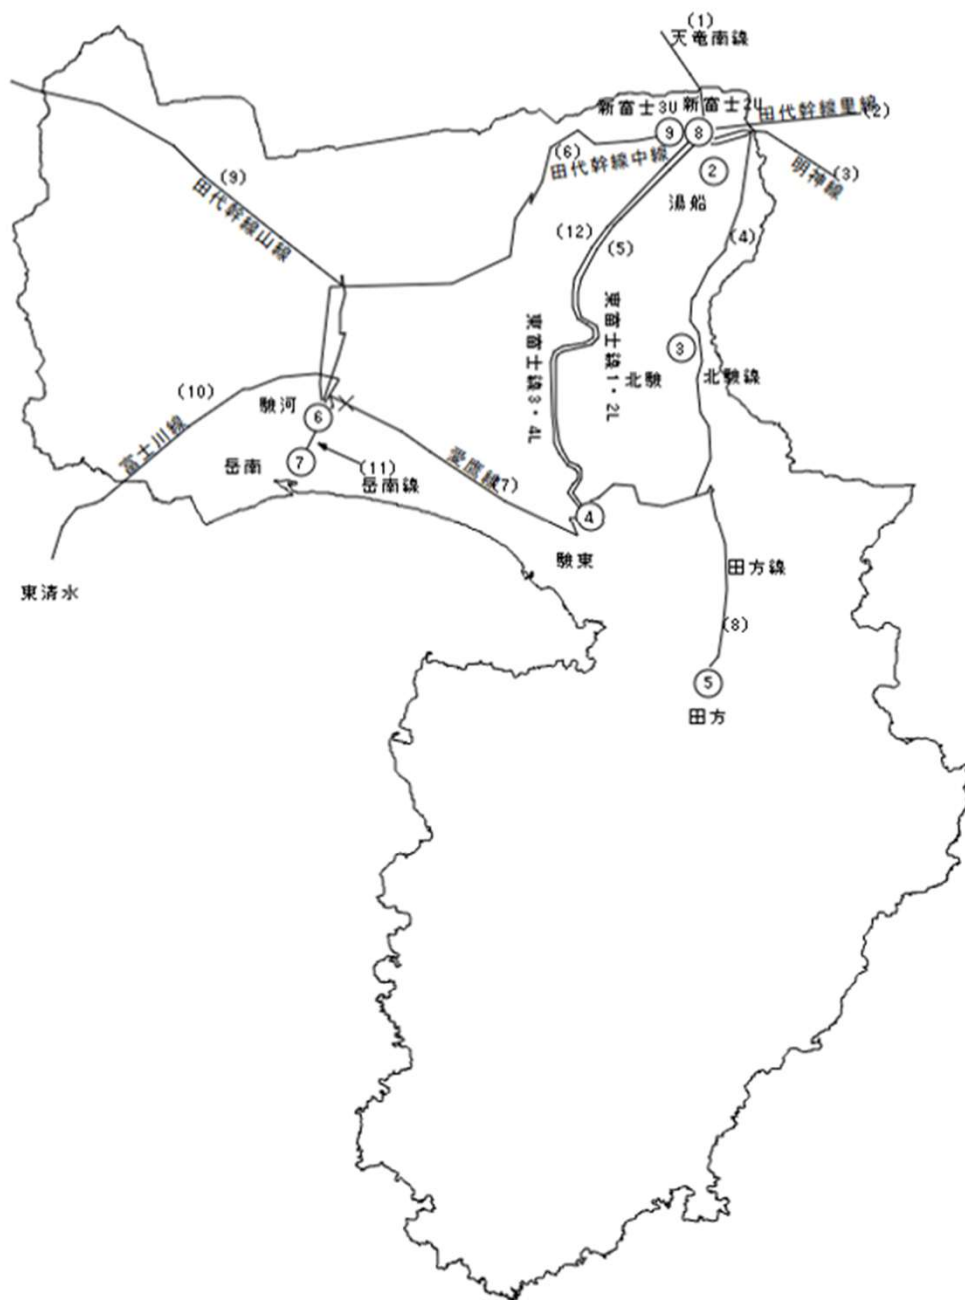 (1)
天竜南線
新富士3U
新富士2U
田代幹線里線
(2)
9
8
(6)
田代幹線中線
明神線
(3)
2
湯船
(9)
田代幹線山線
(12)
(5)
(4)
東富士線1・2L
東富士線3・4L
3
北駿
北駿線
(10)
駿河
6
富士川線
7
岳南
(11)
岳南線
愛鷹線
(7)
4
駿東
東清水
田方線
(8)
5
田方